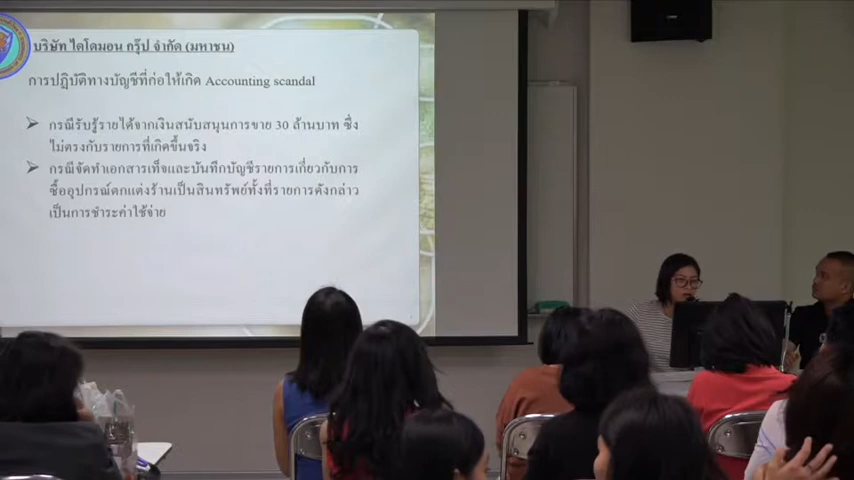 บริษัท ไดโดมอน กรุ๊ป จำกัด (มหาชน)
การปฏิบัติทางบัญชีที่ก่อให้เกิด Accounting scandal
กรณีรับรู้รายได้จากเงินสนับสนุนการขาย 30 ล้านบาท ซึ่ง
ไม่ตรงกับรายการที่เกิดขึ้นจริง
กรณีจัดทำเอกสารเท็จและบันทึกบัญชีรายการเกี่ยวกับการ
ซื้ออุปกรณ์ตกแต่งร้านเป็นสินทรัพย์ทั้งที่รายการดังกล่าว
เป็นการชำระค่าใช้จ่าย